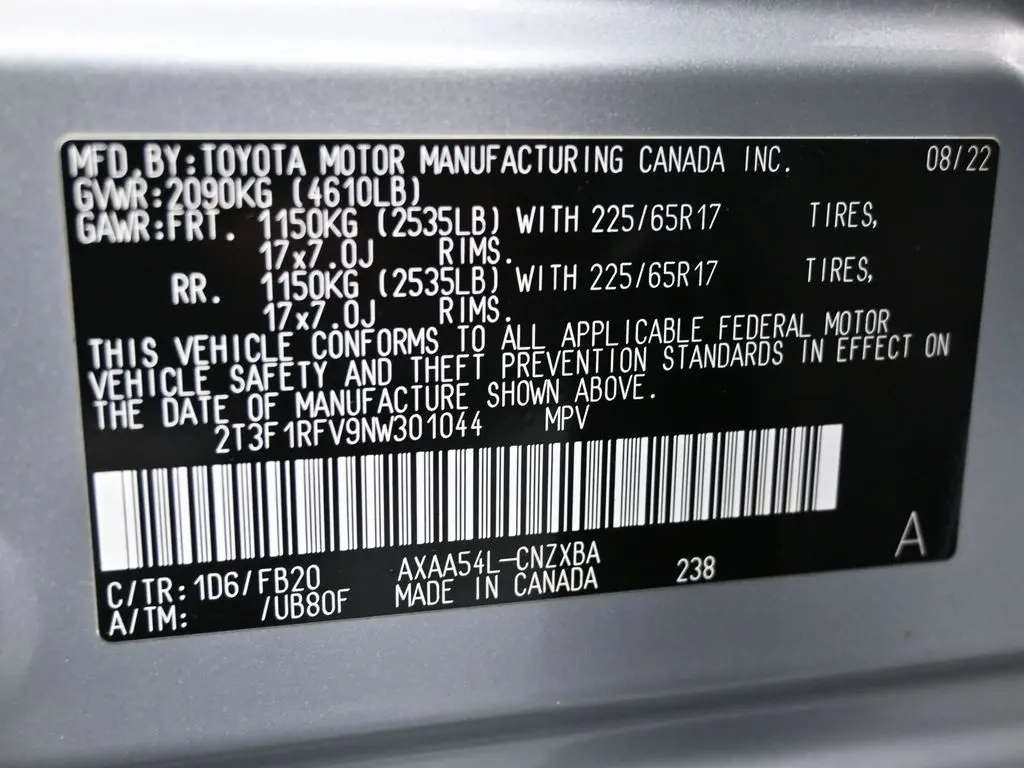 MFD.BY:TOYOTA MOTOR MANUFACTURING CANADA INC. 08/22
GVWR:2090KG (4610LB)
GAWR:FRT. 1150KG (2535LB) WITH 225/65R17 TIRES,
17x7.0J RIMS.
RR. 1150KG (2535LB) WITH 225/65R17 TIRES,
17x7.0J RIMS.
THIS VEHICLE CONFORMS TO ALL APPLICABLE FEDERAL MOTOR
VEHICLE SAFETY AND THEFT PREVENTION STANDARDS IN EFFECT ON
THE DATE OF MANUFACTURE SHOWN ABOVE.
2T3F1RFV9NW301044 MPV
A
C/TR:1D6/FB20 AXAA54L-CNZXBA 238
A/TM: /UB80F MADE IN CANADA